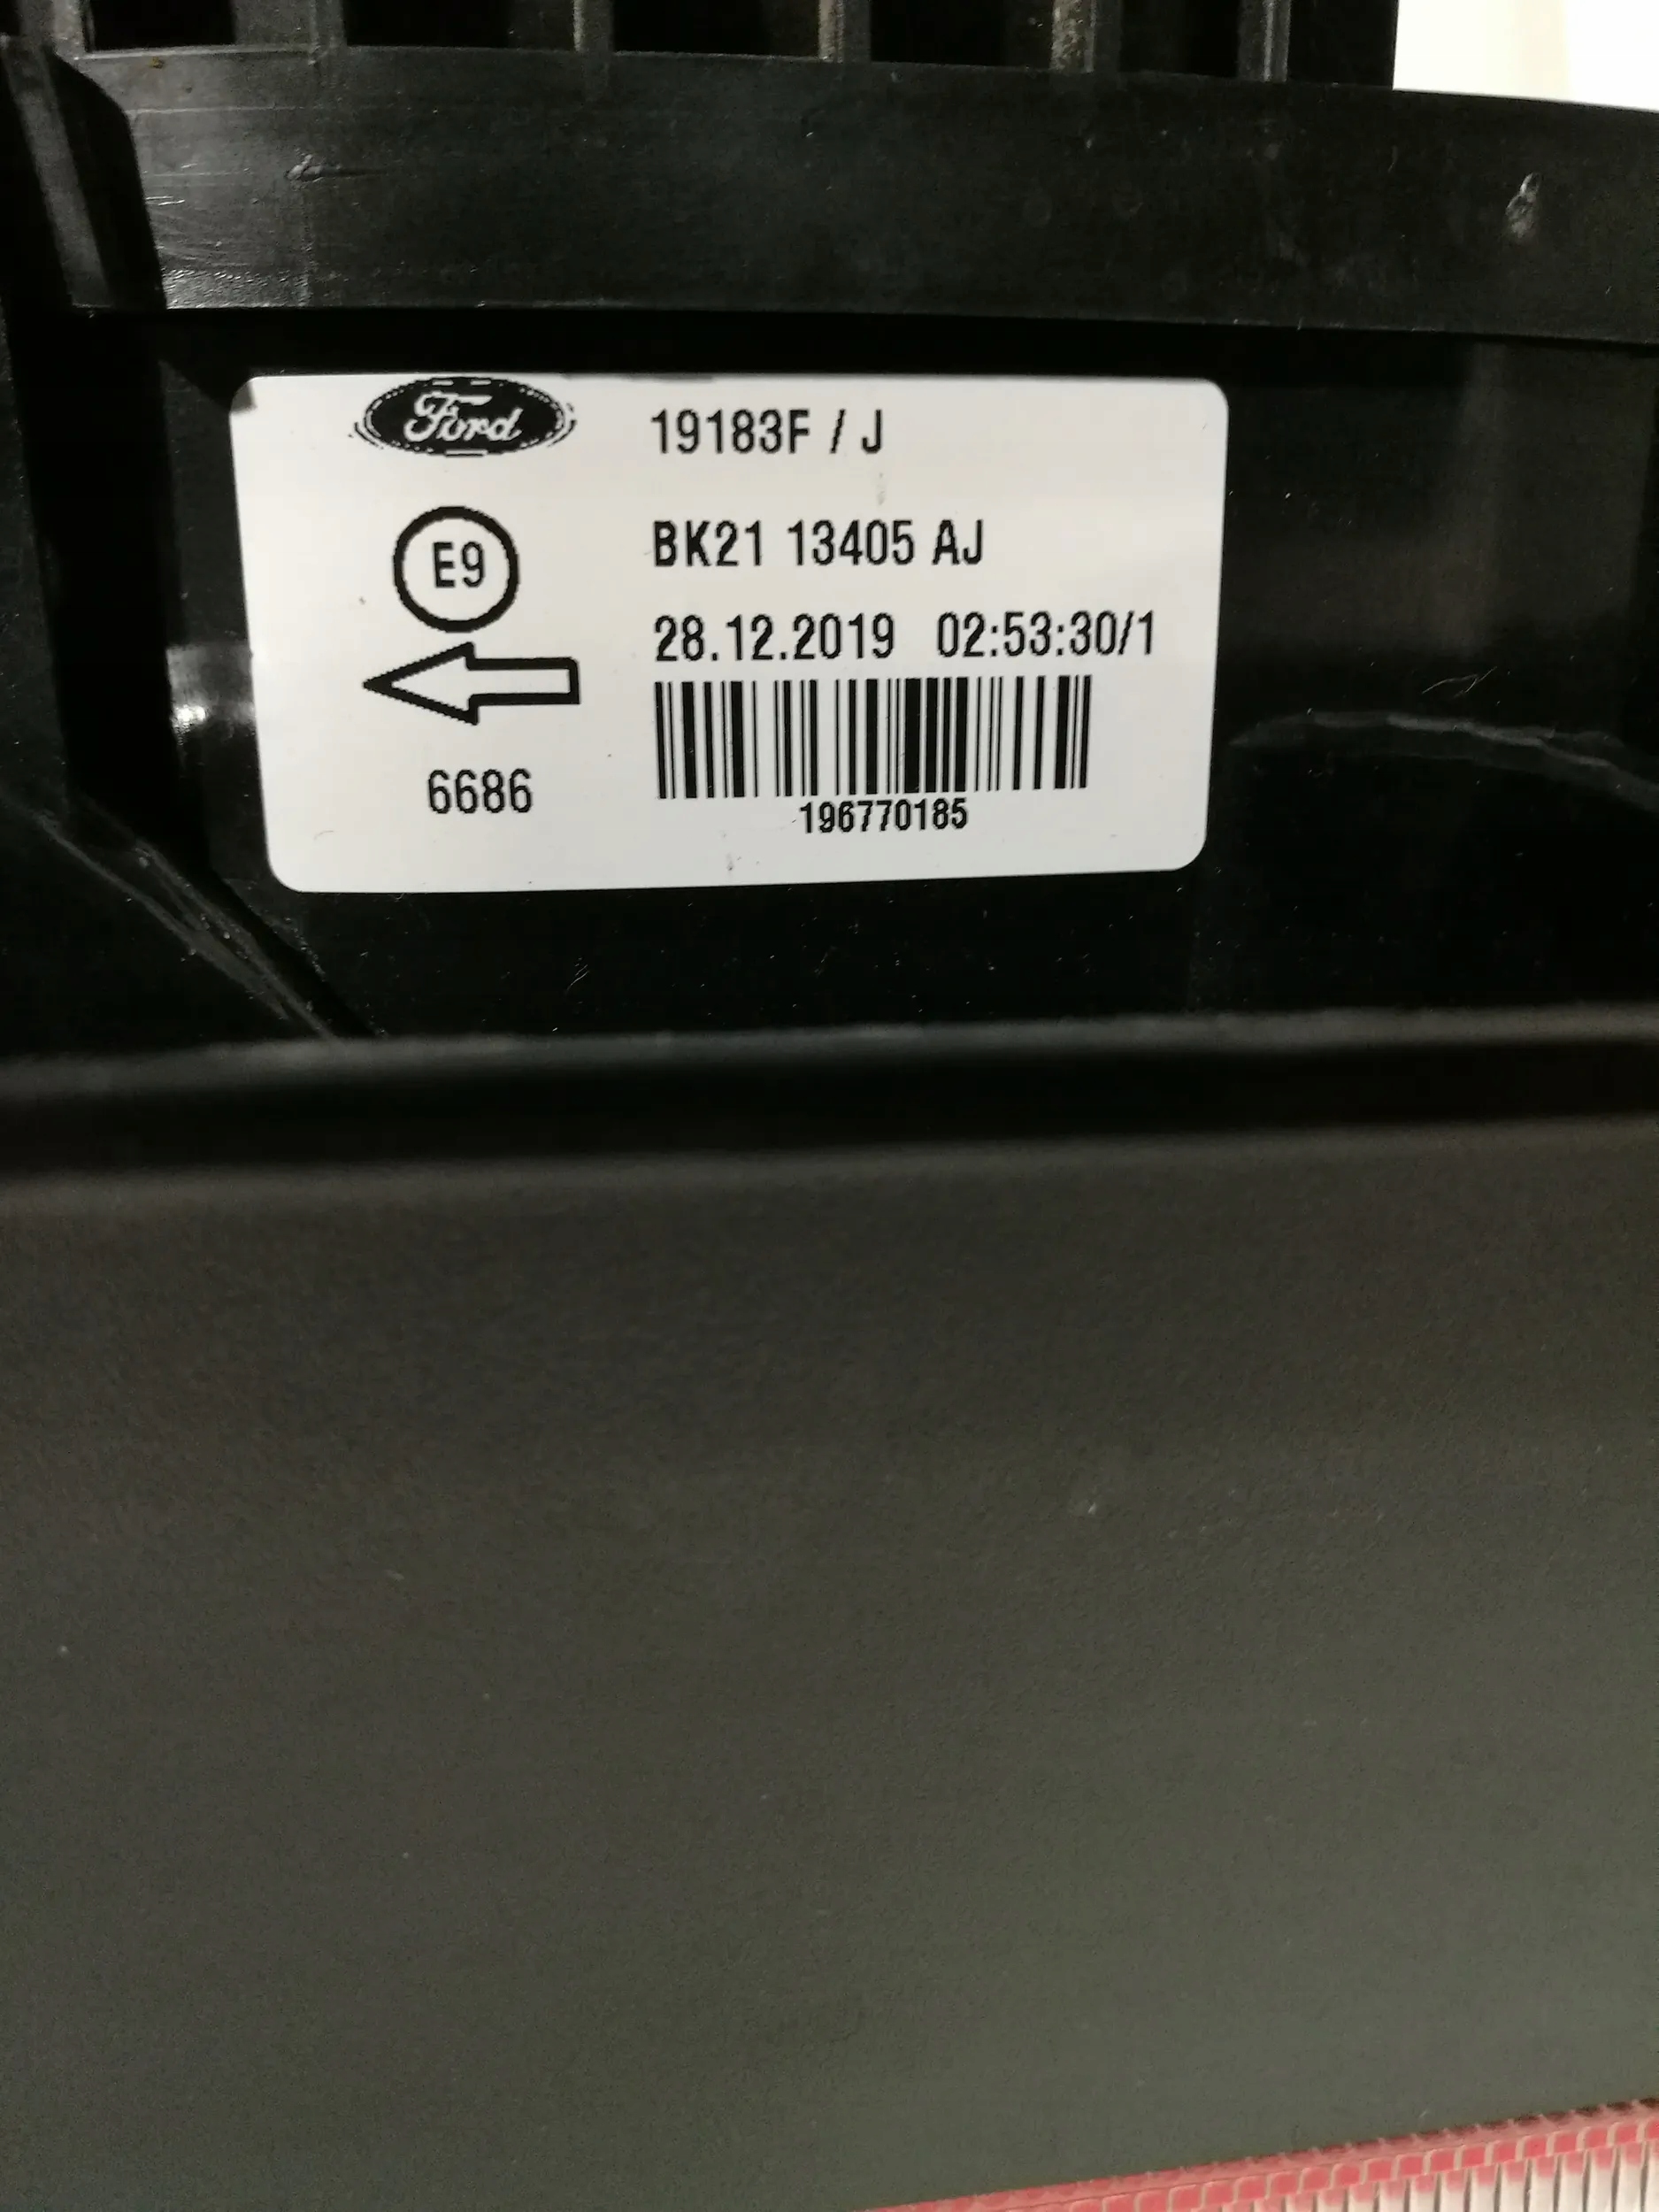 Ford
19183F / J
E9
BK21 13405 AJ
28.12.2019 02:53:30/1
6686
196770185